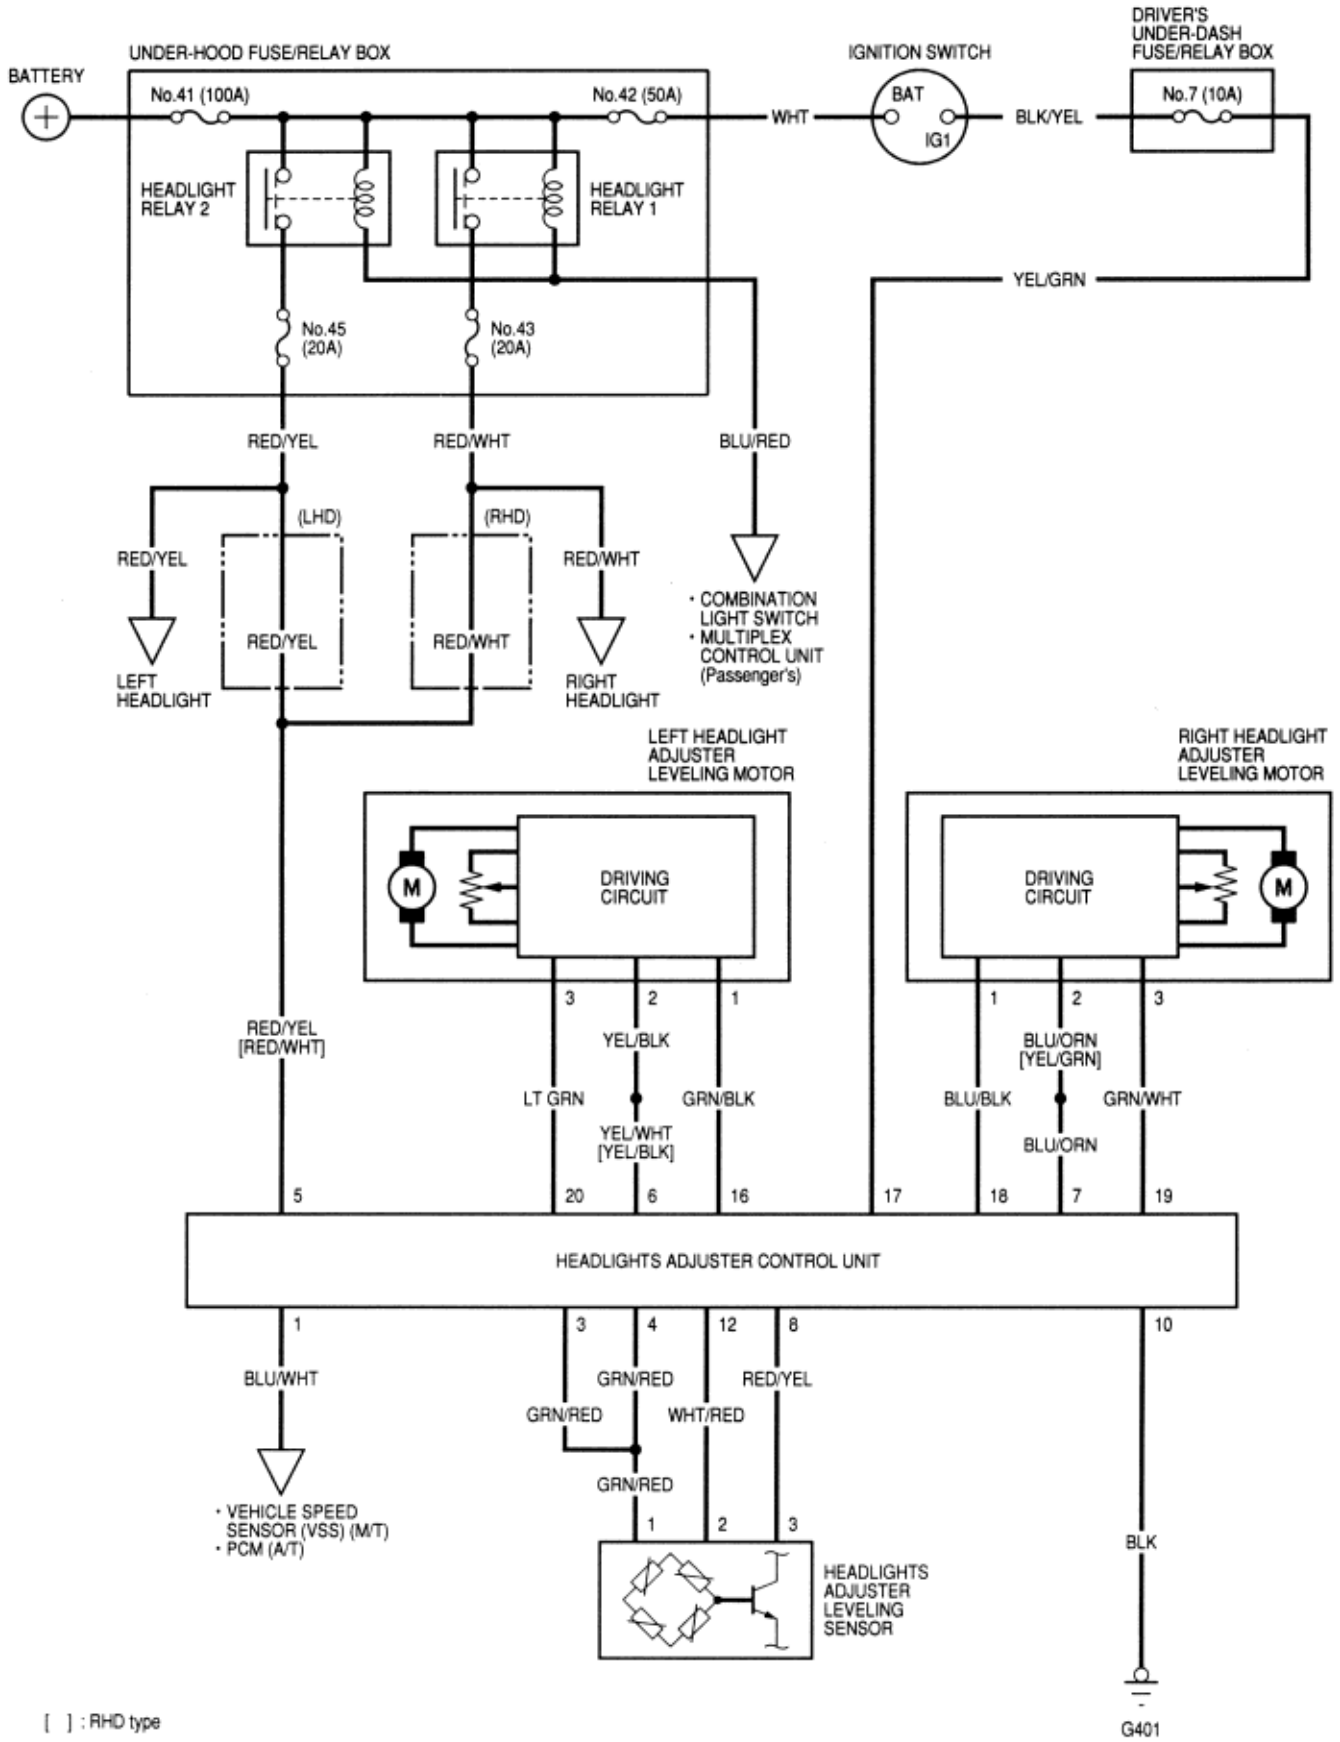 DRIVER'S
UNDER-DASH
FUSE/RELAY BOX
UNDER-HOOD FUSE/RELAY BOX
IGNITION SWITCH
BATTERY
No.41 (100A)
No.42 (50A)
BAT
No.7 (10A)
WHT
BLK/YEL
IG1
HEADLIGHT
RELAY 2
HEADLIGHT
RELAY 1
YEL/GRN
No.45
(20A)
No.43
(20A)
RED/YEL
RED/WHT
BLU/RED
(LHD)
(RHD)
RED/YEL
RED/WHT
• COMBINATION
LIGHT SWITCH
• MULTIPLEX
CONTROL UNIT
(Passenger's)
RED/YEL
RED/WHT
LEFT
HEADLIGHT
RIGHT
HEADLIGHT
LEFT HEADLIGHT
ADJUSTER
LEVELING MOTOR
RIGHT HEADLIGHT
ADJUSTER
LEVELING MOTOR
M
DRIVING
CIRCUIT
DRIVING
CIRCUIT
M
3
2
1
1
2
3
RED/YEL
[RED/WHT]
YEL/BLK
BLU/ORN
[YEL/GRN]
LT GRN
GRN/BLK
BLU/BLK
GRN/WHT
YEL/WHT
[YEL/BLK]
BLU/ORN
5
20
6
16
17
18
7
19
HEADLIGHTS ADJUSTER CONTROL UNIT
1
3
4
12
8
10
BLU/WHT
GRN/RED
RED/YEL
GRN/RED
WHT/RED
GRN/RED
• VEHICLE SPEED
SENSOR (VSS) (M/T)
• PCM (A/T)
1
2
3
BLK
HEADLIGHTS
ADJUSTER
LEVELING
SENSOR
[ ] : RHD type
G401